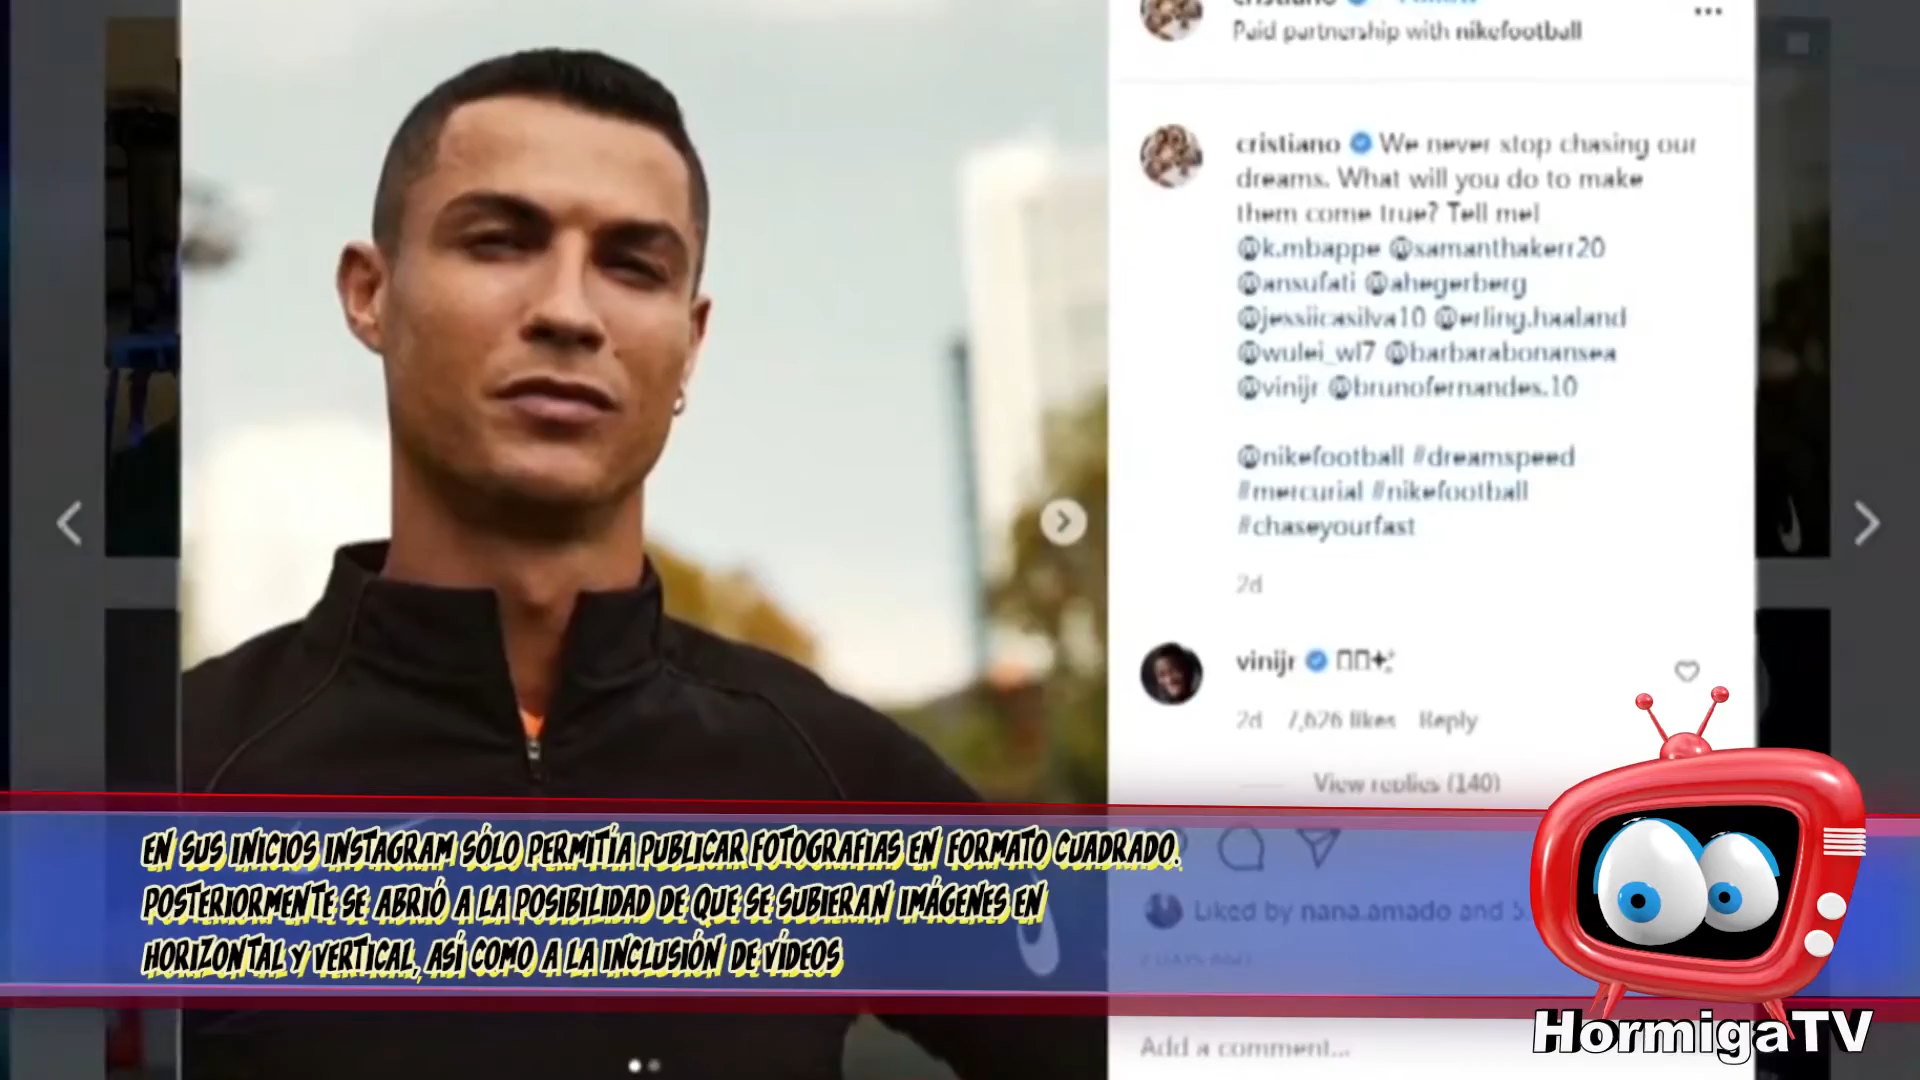 cristiano
Paid partnership with nikefootball
cristiano We never stop chasing our
dreams. What will you do to make
them come true? Tell me!
@k.mbappe @samanthakerr20
@ansufati @ahegerberg
@jessiicasilva10 @erling.haaland
@wulei_wl7 @barbarabonansea
@vinijr @brunofernandes.10
@nikefootball #dreamspeed
#mercurial #nikefootball
#chaseyourfast
2d
vinijr
2d 7,626 likes Reply
View replies (140)
EN SUS INICIOS INSTAGRAM SÓLO PERMITÍA PUBLICAR FOTOGRAFIAS EN FORMATO CUADRADO.
POSTERIORMENTE SE ABRIÓ A LA POSIBILIDAD DE QUE SE SUBIERAN IMÁGENES EN
HORIZONTAL Y VERTICAL, ASÍ COMO A LA INCLUSIÓN DE VÍDEOS
Liked by nana.amado and
2 DAYS AGO
Add a comment...
HormigaTV